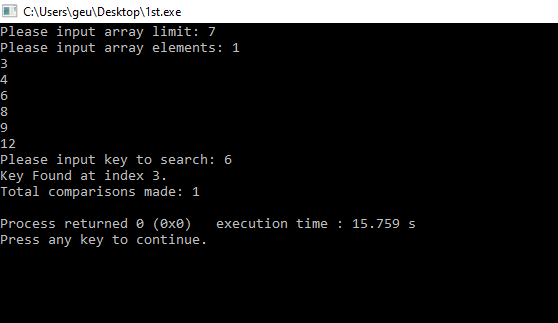 C:\Users\geu\Desktop\1st.exe
Please input array limit: 7
Please input array elements: 1
3
4
6
8
9
12
Please input key to search: 6
Key Found at index 3.
Total comparisons made: 1
Process returned 0 (0x0)   execution time : 15.759 s
Press any key to continue.